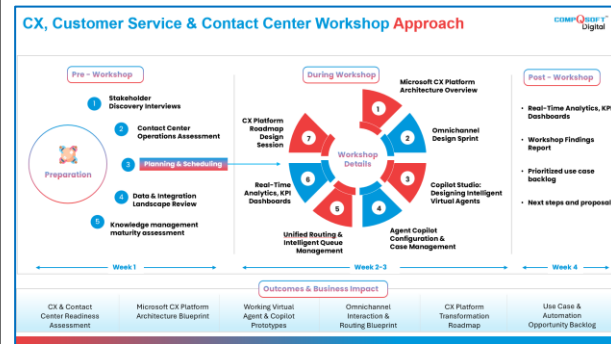 CX, Customer Service & Contact Center Workshop Approach
COMPQSOFT
Digital
Pre - Workshop
During Workshop
Post - Workshop
Preparation
1
Stakeholder
Discovery Interviews
2
Contact Center
Operations Assessment
3
Planning & Scheduling
4
Data & Integration
Landscape Review
5
Knowledge management
maturity assessment
Workshop
Details
1
Microsoft CX Platform
Architecture Overview
2
Omnichannel
Design Sprint
3
Copilot Studio:
Designing Intelligent
Virtual Agents
4
Agent Copilot
Configuration &
Case Management
5
Unified Routing &
Intelligent Queue
Management
6
Real-Time
Analytics, KPI
Dashboards
7
CX Platform
Roadmap
Design
Session
• Real-Time Analytics, KPI
Dashboards
• Workshop Findings
Report
• Prioritized use case
backlog
• Next steps and proposal
Week 1
Week 2-3
Week 4
Outcomes & Business Impact
CX & Contact
Center Readiness
Assessment
Microsoft CX Platform
Architecture Blueprint
Working Virtual
Agent & Copilot
Prototypes
Omnichannel
Interaction &
Routing Blueprint
CX Platform
Transformation
Roadmap
Use Case &
Automation
Opportunity Backlog